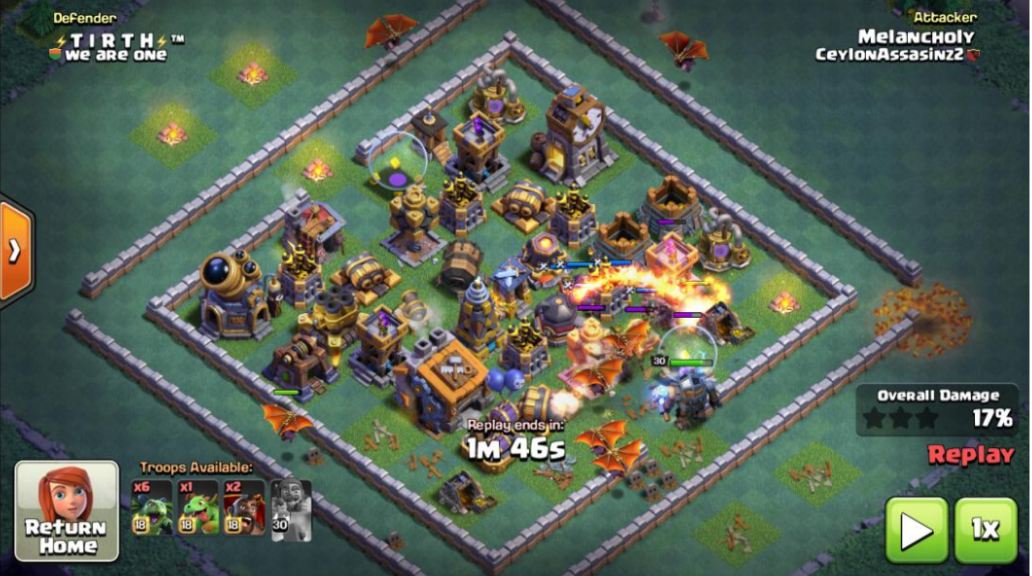 Defender
⚡T I R T H⚡™
we are one
Attacker
Melancholy
CeylonAssasinz2
30
Replay ends in:
1m 46s
Overall Damage
17%
Replay
Troops Available:
x6 x1 x2
18 18 18 30
Return
Home
1x